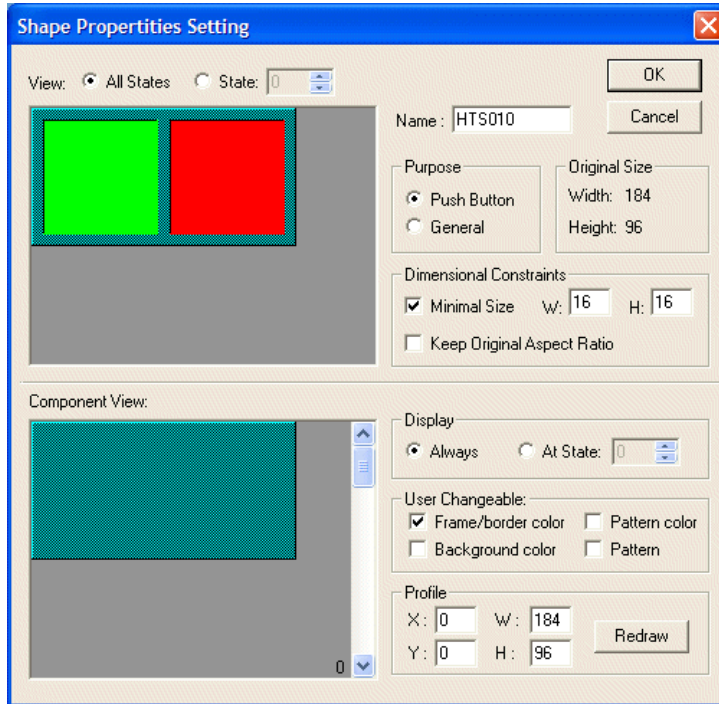 Shape Propertities Setting
View: All States State: 0
OK
Name : HTS010
Cancel
Purpose
Push Button
General
Original Size
Width: 184
Height: 96
Dimensional Constraints
Minimal Size W: 16 H: 16
Keep Original Aspect Ratio
Component View:
0
Display
Always At State: 0
User Changeable:
Frame/border color Pattern color
Background color Pattern
Profile
X : 0 W : 184
Y : 0 H : 96
Redraw